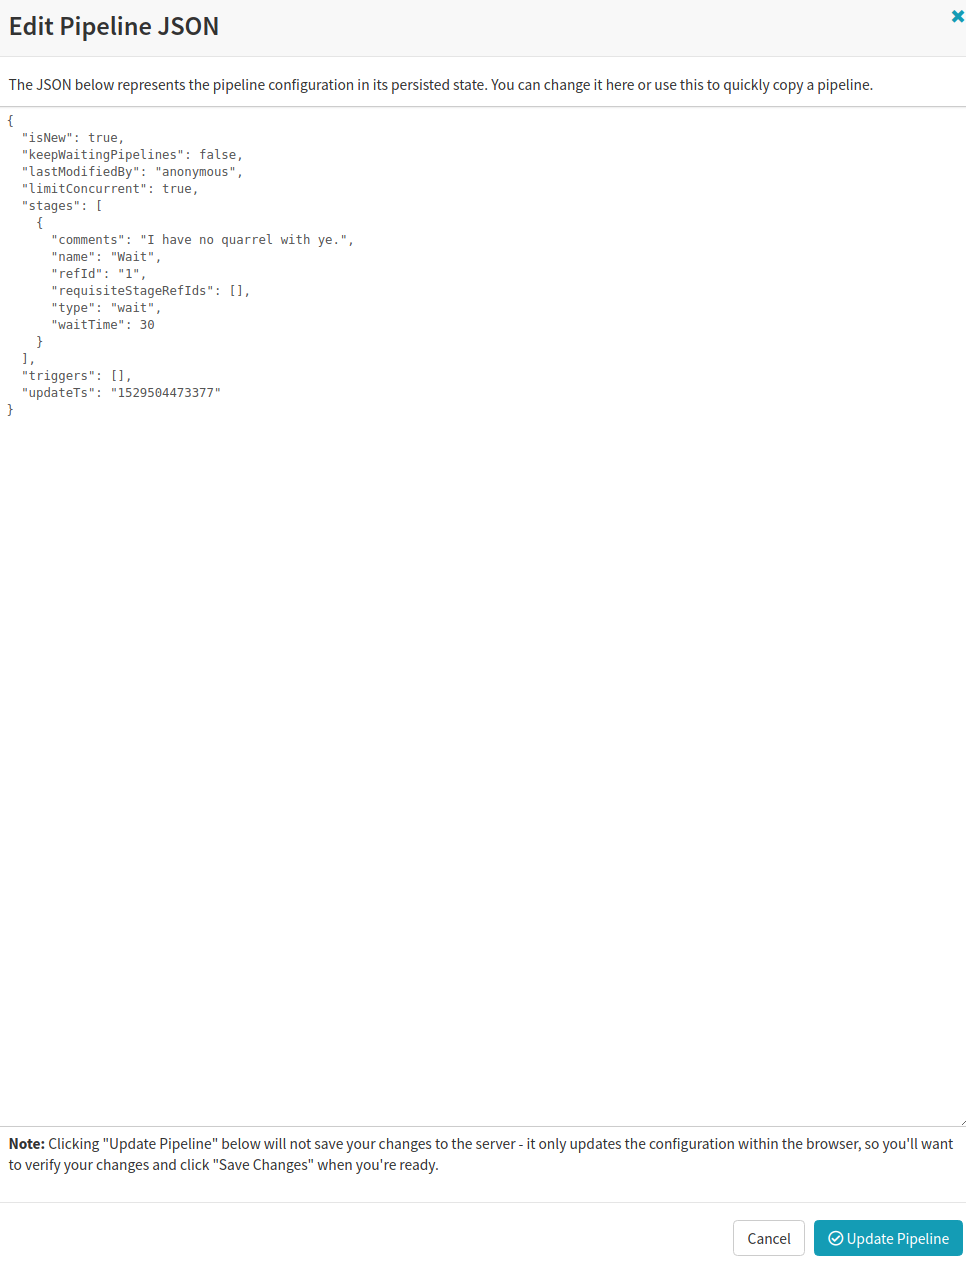 Edit Pipeline JSON
The JSON below represents the pipeline configuration in its persisted state. You can change it here or use this to quickly copy a pipeline.
{
  "isNew": true,
  "keepWaitingPipelines": false,
  "lastModifiedBy": "anonymous",
  "limitConcurrent": true,
  "stages": [
    {
      "comments": "I have no quarrel with ye.",
      "name": "Wait",
      "refId": "1",
      "requisiteStageRefIds": [],
      "type": "wait",
      "waitTime": 30
    }
  ],
  "triggers": [],
  "updateTs": "1529504473377"
}
Note: Clicking "Update Pipeline" below will not save your changes to the server - it only updates the configuration within the browser, so you'll want
to verify your changes and click "Save Changes" when you're ready.
Cancel
Update Pipeline